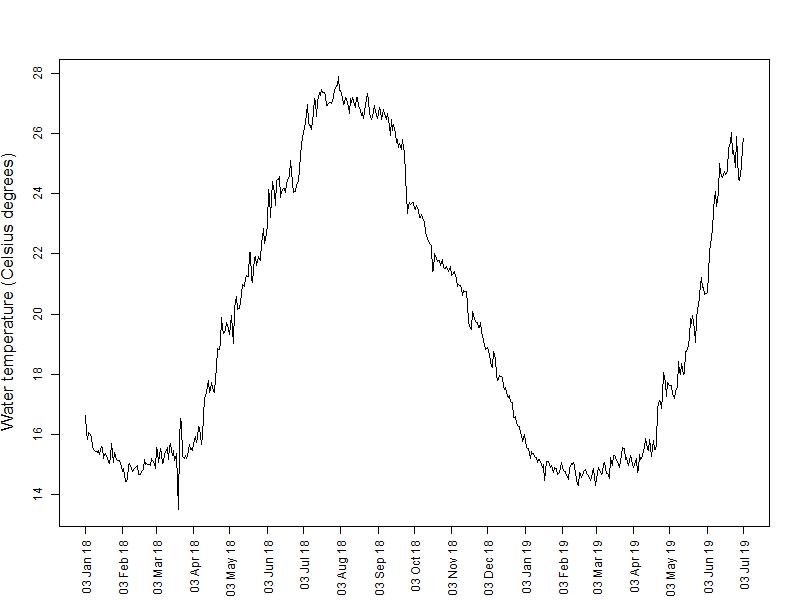 Water temperature (Celsius degrees)
28
26
24
22
20
18
16
14
03 Jan 18
03 Feb 18
03 Mar 18
03 Apr 18
03 May 18
03 Jun 18
03 Jul 18
03 Aug 18
03 Sep 18
03 Oct 18
03 Nov 18
03 Dec 18
03 Jan 19
03 Feb 19
03 Mar 19
03 Apr 19
03 May 19
03 Jun 19
03 Jul 19